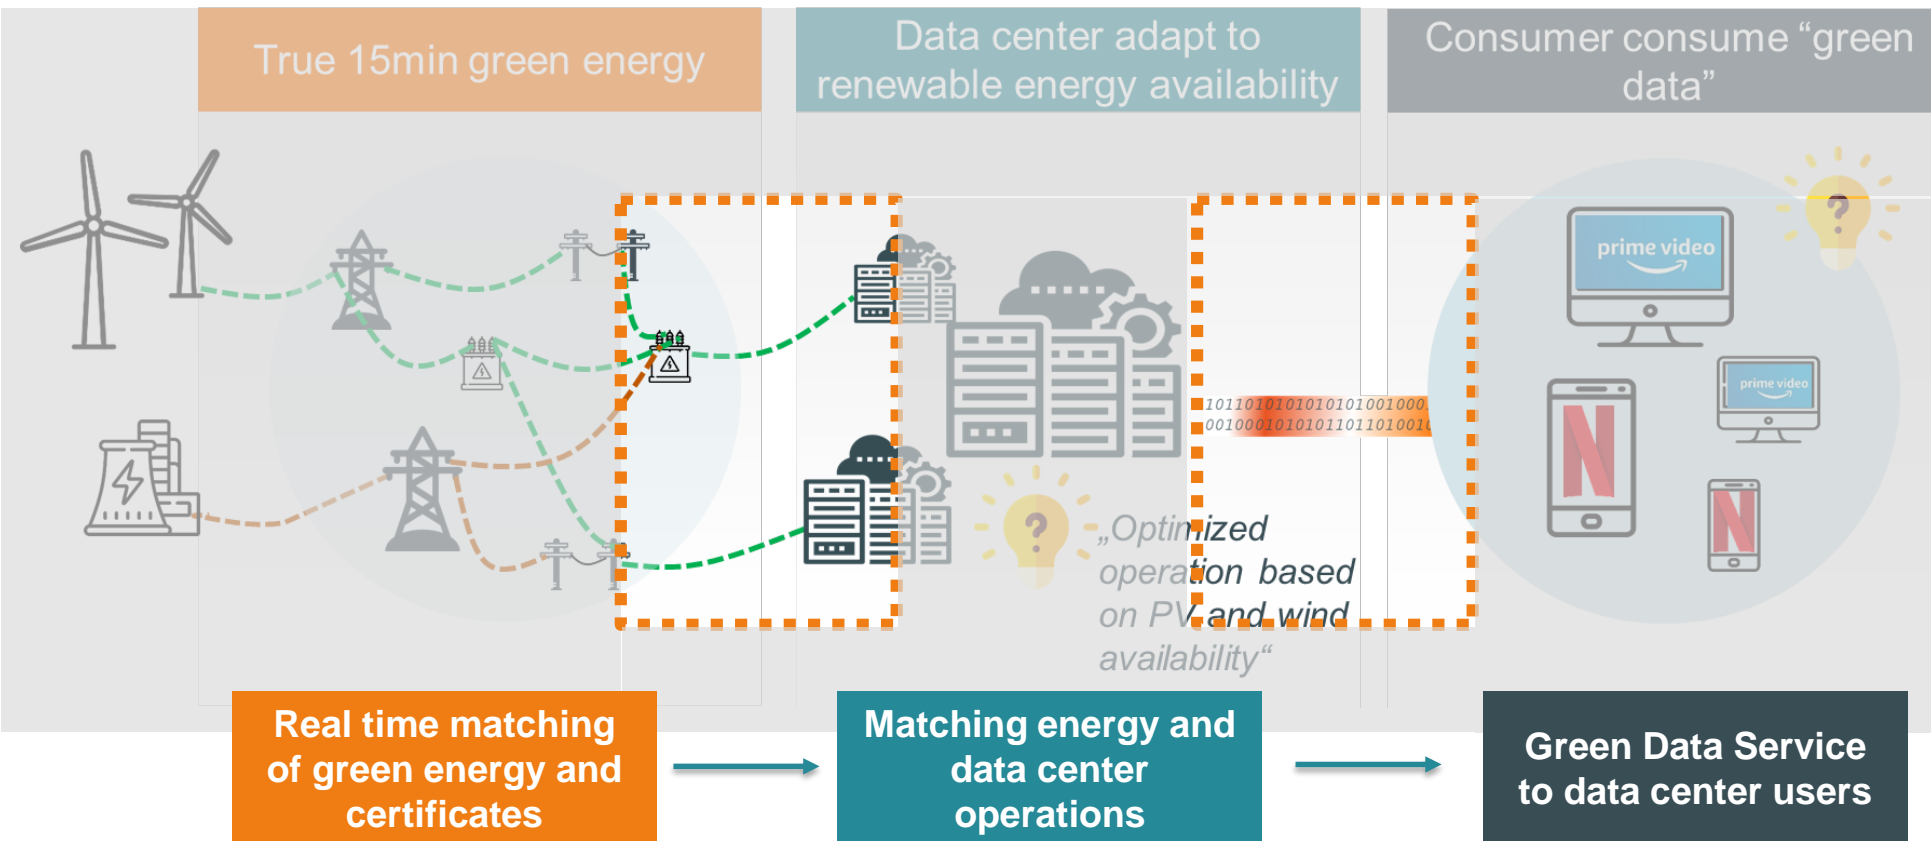 True 15min green energy
Data center adapt to
renewable energy availability
Consumer consume “green
data”
prime video
prime video
N
N
?
?
„Optimized
operation based
on PV and wind
availability“
Real time matching
of green energy and
certificates
Matching energy and
data center
operations
Green Data Service
to data center users